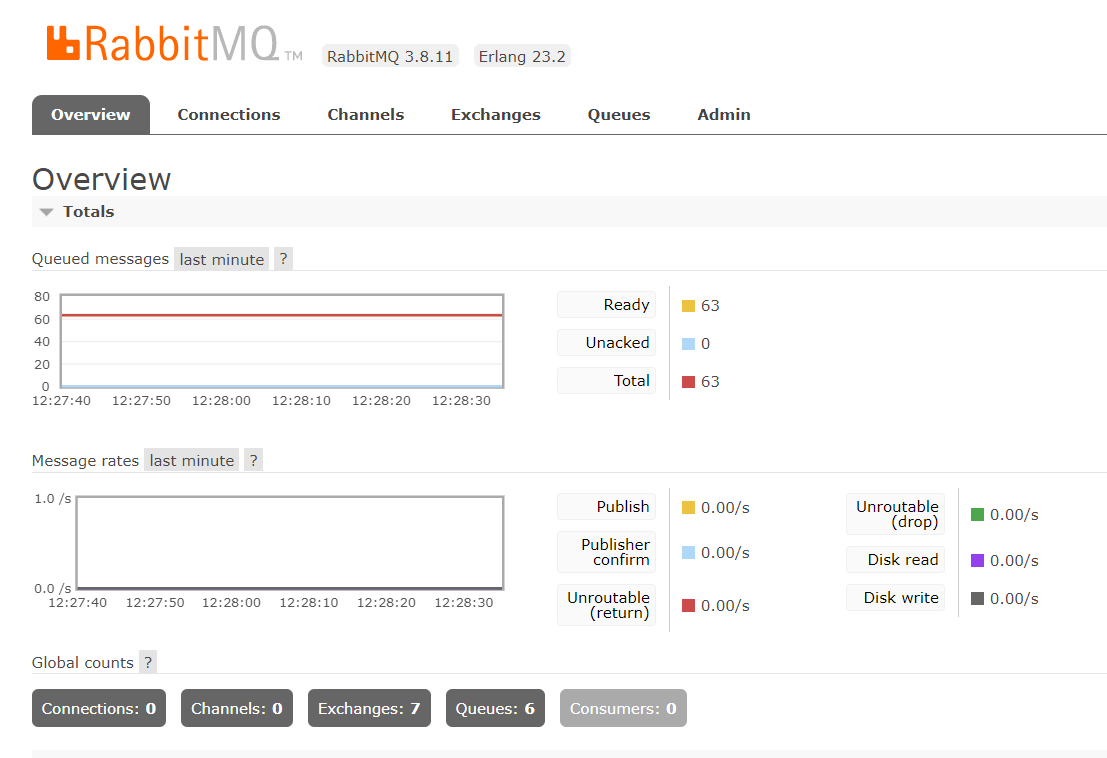 RabbitMQ TM RabbitMQ 3.8.11 Erlang 23.2
Overview Connections Channels Exchanges Queues Admin
Overview
Totals
Queued messages last minute ?
80
60
40
20
0
12:27:40 12:27:50 12:28:00 12:28:10 12:28:20 12:28:30
Ready 63
Unacked 0
Total 63
Message rates last minute ?
1.0 /s
0.0 /s
12:27:40 12:27:50 12:28:00 12:28:10 12:28:20 12:28:30
Publish 0.00/s
Publisher
confirm 0.00/s
Unroutable
(return) 0.00/s
Unroutable
(drop) 0.00/s
Disk read 0.00/s
Disk write 0.00/s
Global counts ?
Connections: 0 Channels: 0 Exchanges: 7 Queues: 6 Consumers: 0